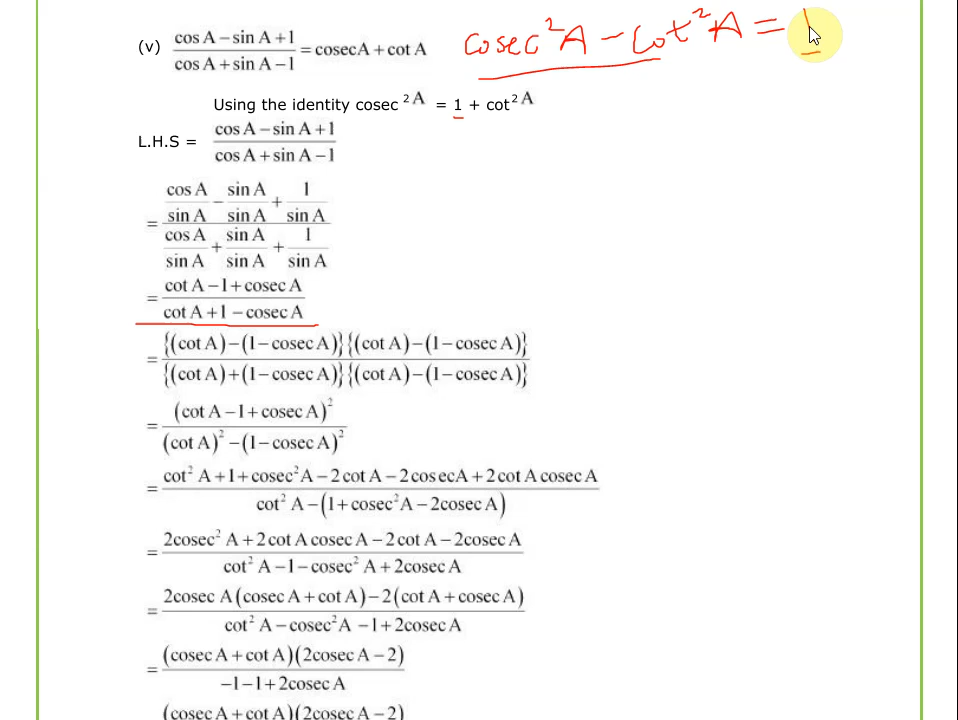 (v) (cos A − sin A + 1)/(cos A + sin A − 1) = cosecA + cot A
cosec²A − cot²A = 1
Using the identity cosec ²A = 1 + cot²A
L.H.S = (cos A − sin A + 1)/(cos A + sin A − 1)
= (cos A/sin A − sin A/sin A + 1/sin A)/(cos A/sin A + sin A/sin A + 1/sin A)
= (cot A − 1 + cosec A)/(cot A + 1 − cosec A)
= {(cot A) − (1 − cosec A)}{(cot A) − (1 − cosec A)}/{(cot A) + (1 − cosec A)}{(cot A) − (1 − cosec A)}
= (cot A − 1 + cosec A)²/(cot A)² − (1 − cosec A)²
= cot² A + 1 + cosec²A − 2 cot A − 2 cosecA + 2 cot A cosec A/cot² A − (1 + cosec²A − 2cosec A)
= 2cosec² A + 2 cot A cosec A − 2 cot A − 2cosec A/cot² A − 1 − cosec² A + 2cosec A
= 2cosec A(cosec A + cot A) − 2(cot A + cosec A)/cot² A − cosec²A − 1 + 2cosec A
= (cosec A + cot A)(2cosec A − 2)/−1 − 1 + 2cosec A
(cosec A + cot A)(2cosec A − 2)